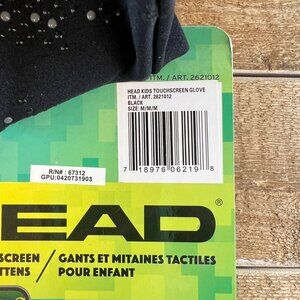 ITM. / ART. 2621012
HEAD KIDS TOUCHSCREEN GLOVE
ITM. / ART. 2621012
BLACK
SIZE: M/M/M
7 18976 06219 8
R/N# : 67312
GPU:0420731903
EAD®
SCREEN / GANTS ET MITAINES TACTILES
TTENS POUR ENFANT